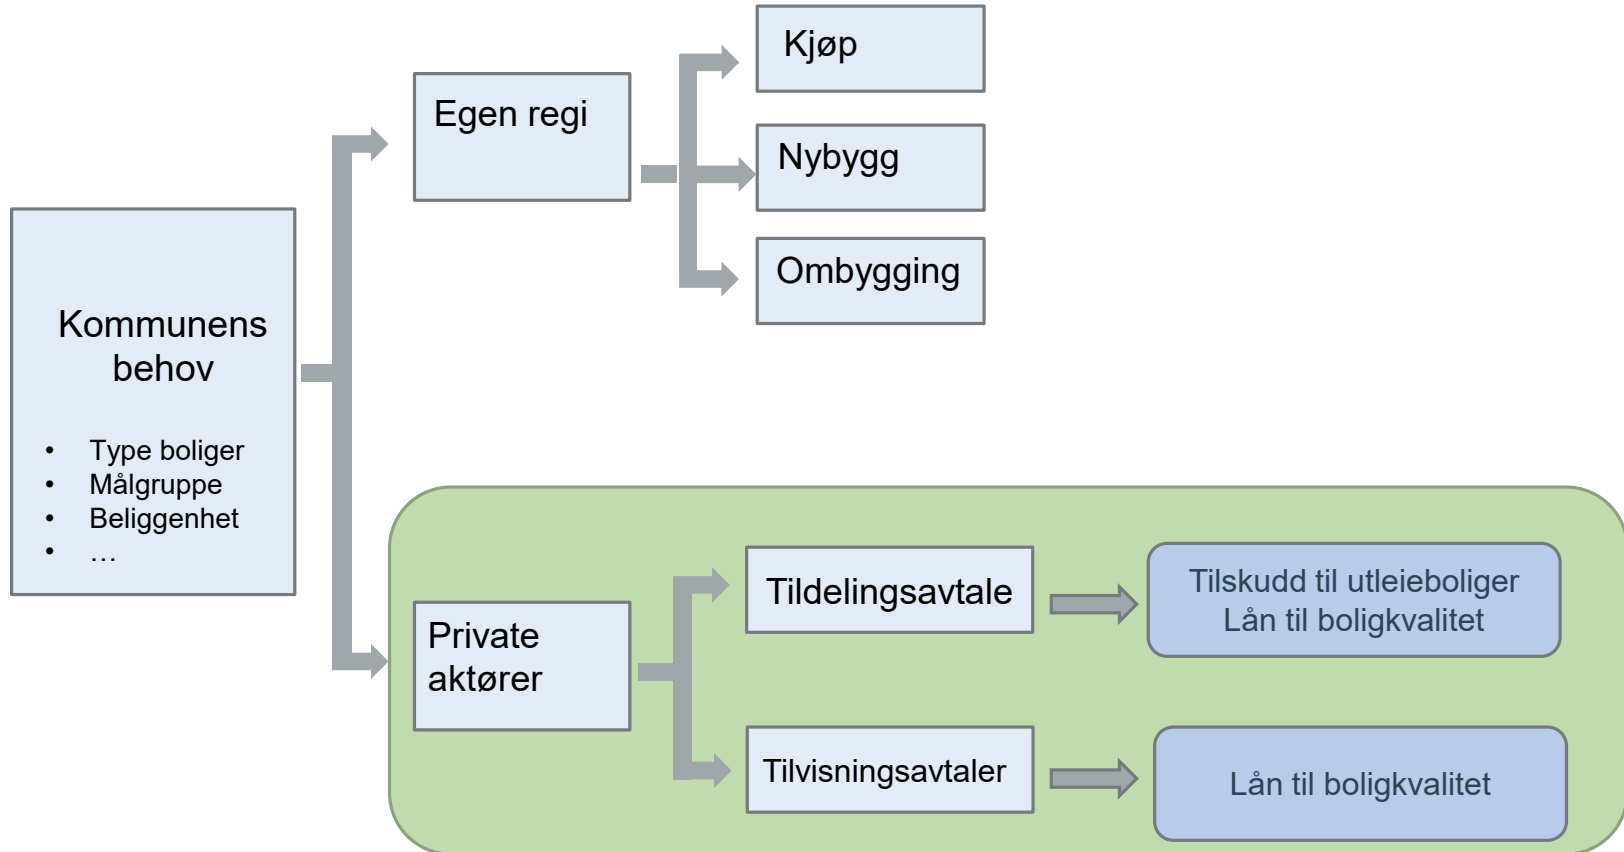 Kommunens
behov
• Type boliger
• Målgruppe
• Beliggenhet
• ...
Egen regi
Kjøp
Nybygg
Ombygging
Private
aktører
Tildelingsavtale
Tilskudd til utleieboliger
Lån til boligkvalitet
Tilvisningsavtaler
Lån til boligkvalitet